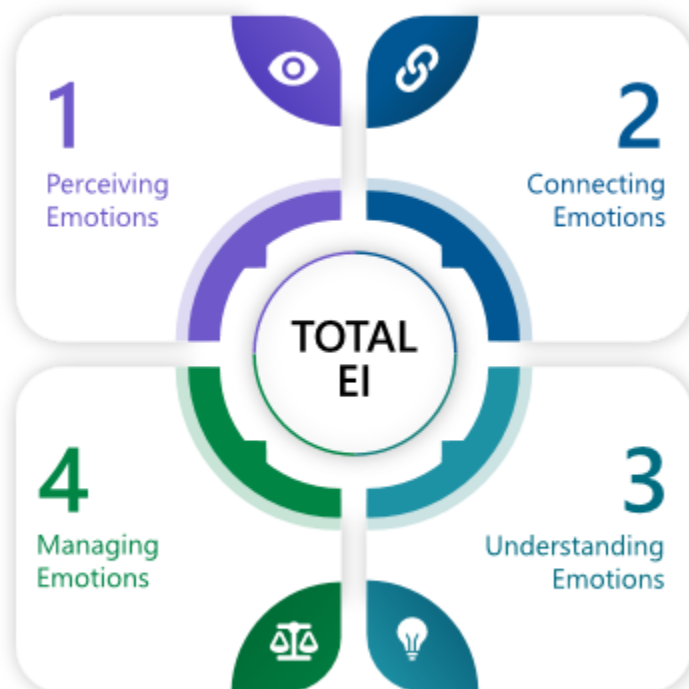 1
Perceiving
Emotions
2
Connecting
Emotions
TOTAL
EI
4
Managing
Emotions
3
Understanding
Emotions